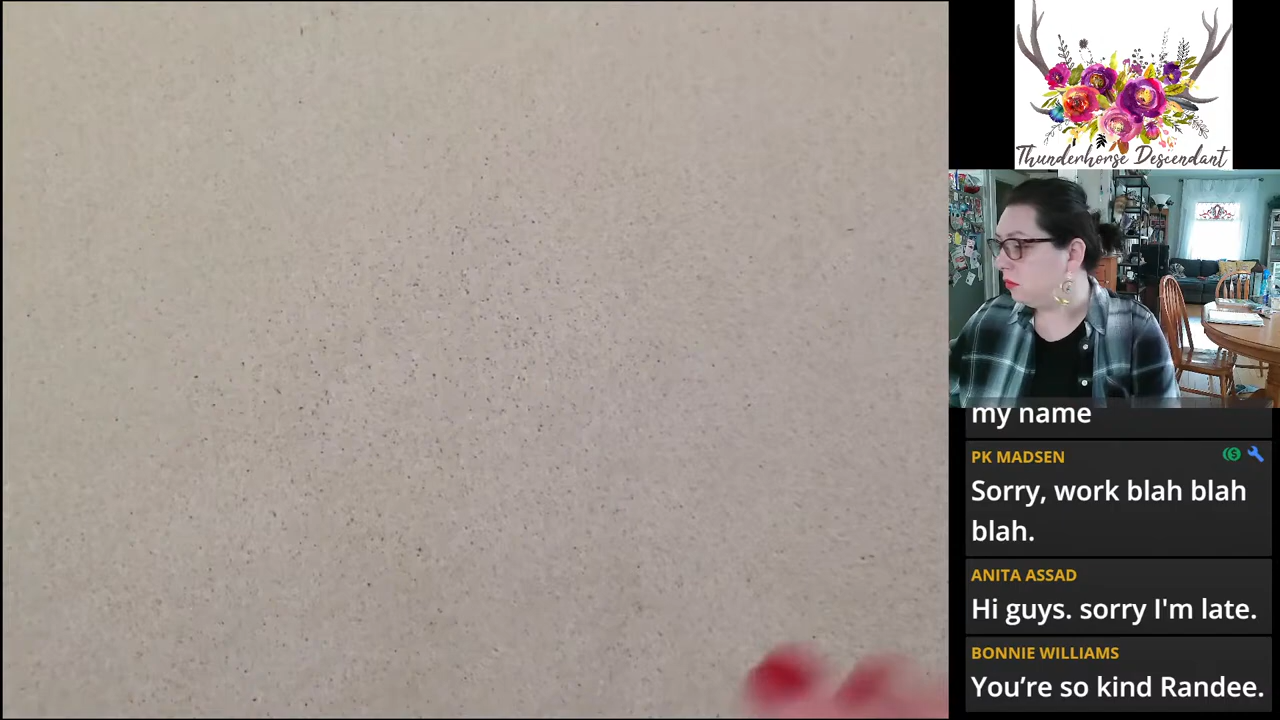 Thunderhorse Descendant
my name
PK MADSEN
Sorry, work blah blah
blah.
ANITA ASSAD
Hi guys. sorry I'm late.
BONNIE WILLIAMS
You're so kind Randee.